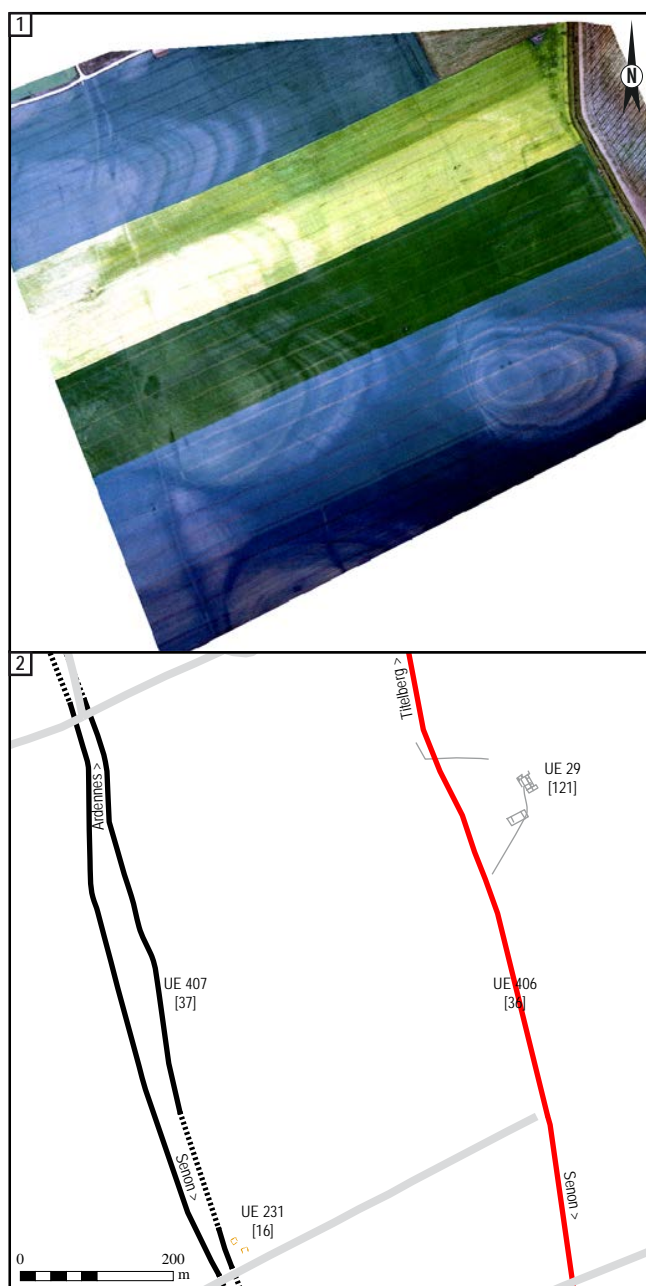 1
N
2
Titelberg >
Ardennes >
UE 29
[121]
UE 407
[37]
UE 406
[36]
Senon >
Senon >
UE 231
[16]
0 200
m